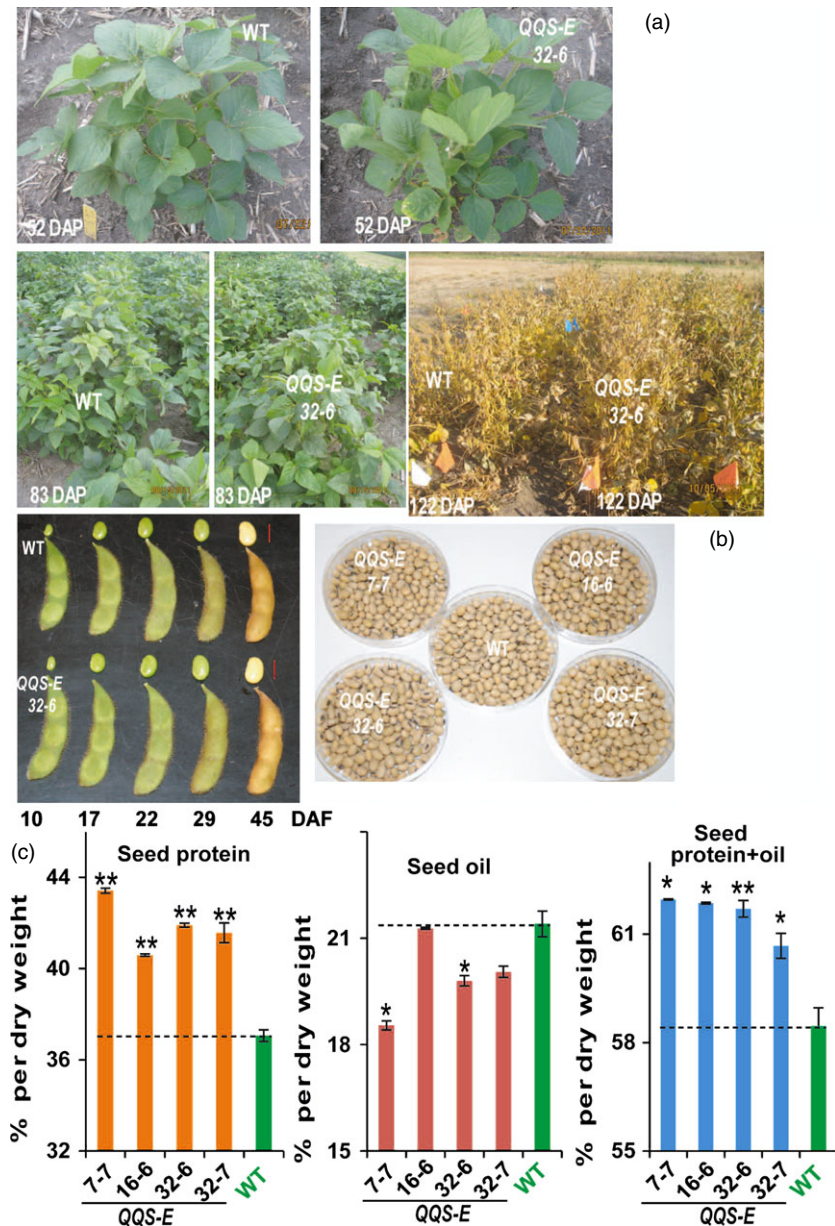 (a)
WT
QQS-E
32-6
52 DAP
52 DAP
WT
QQS-E
32-6
WT
QQS-E
32-6
83 DAP
83 DAP
122 DAP
122 DAP
(b)
WT
QQS-E
32-6
QQS-E
7-7
QQS-E
16-6
WT
QQS-E
32-6
QQS-E
32-7
10 17 22 29 45 DAF
(c)
Seed protein
% per dry weight
44
40
36
32
** ** ** **
7-7 16-6 32-6 32-7 WT
QQS-E
Seed oil
% per dry weight
21
18
15
* *
7-7 16-6 32-6 32-7 WT
QQS-E
Seed
protein+oil
% per dry weight
61
58
55
* * ** *
7-7 16-6 32-6 32-7 WT
QQS-E